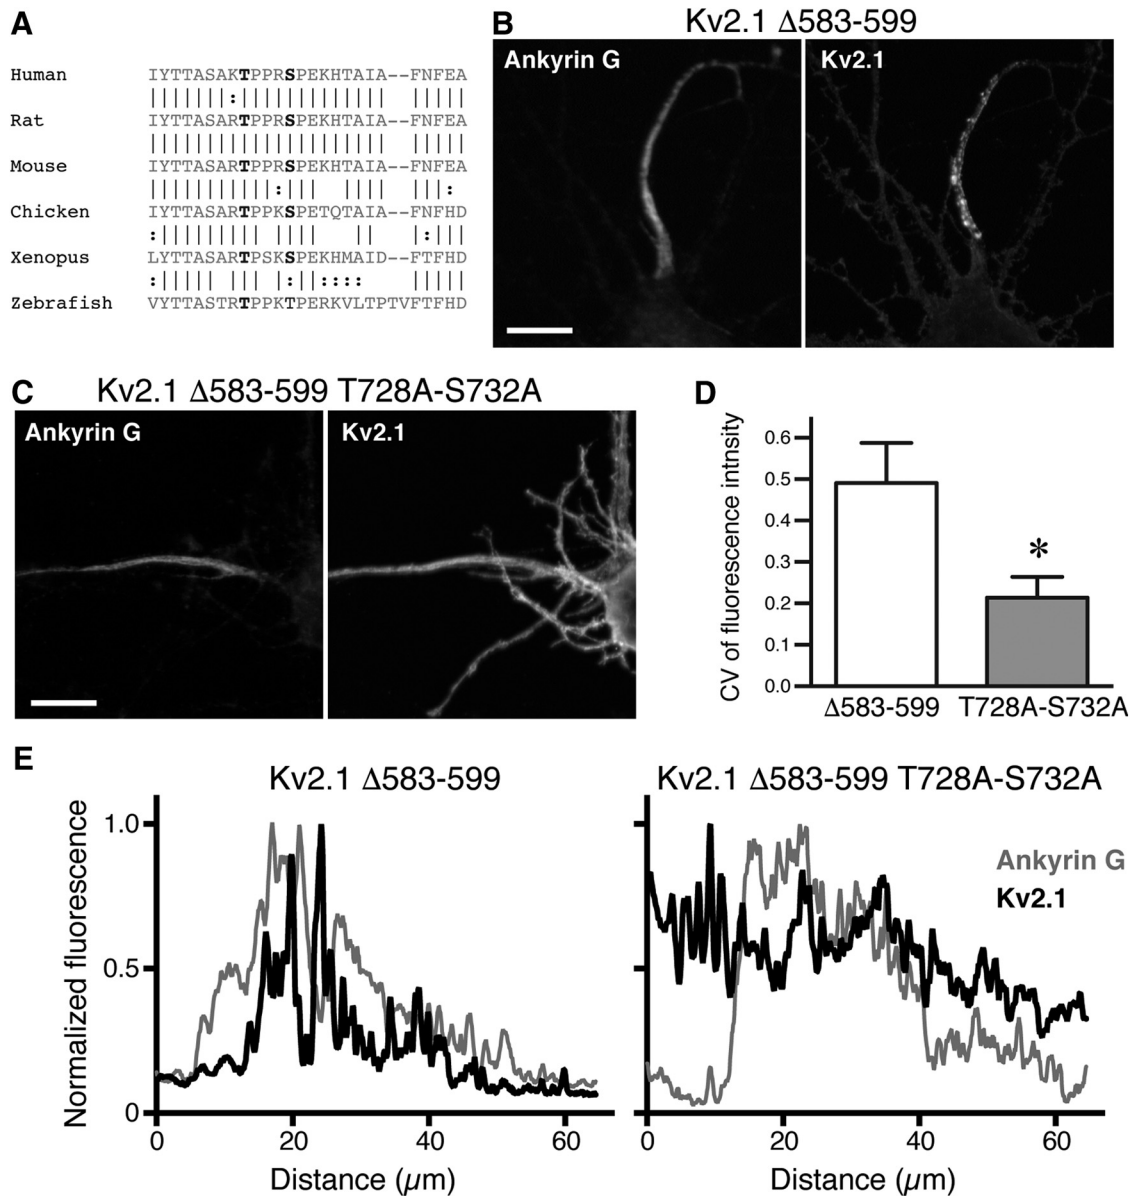 A
Human IYTTASAKTPPRSPEKHTAIA--FNFEA
|||||||:||||||||||||| |||||
Rat IYTTASARTPPRSPEKHTAIA--FNFEA
||||||||||||||||||||| |||||
Mouse IYTTASARTPPRSPEKHTAIA--FNFEA
|||||||||||:||| |||| |||:
Chicken IYTTASARTPPKSPETQTAIA--FNFHD
:||||||||| |||| || |:|||
Xenopus LYTTASARTPSKSPEKHMAID--FTFHD
:||||| ||| |:|||:::: |||||
Zebrafish VYTTASTRTPPKTPERKVLTPTVFTFHD
B
Kv2.1 Δ583-599
Ankyrin G
Kv2.1
C
Kv2.1 Δ583-599 T728A-S732A
Ankyrin G
Kv2.1
D
CV of fluorescence intnsity
0.6
0.5
0.4
0.3
0.2
0.1
0.0
*
Δ583-599
T728A-S732A
E
Kv2.1 Δ583-599
Kv2.1 Δ583-599 T728A-S732A
Normalized fluorescence
1.0
0.5
0
Ankyrin G
Kv2.1
0 20 40 60
0 20 40 60
Distance (µm)
Distance (µm)